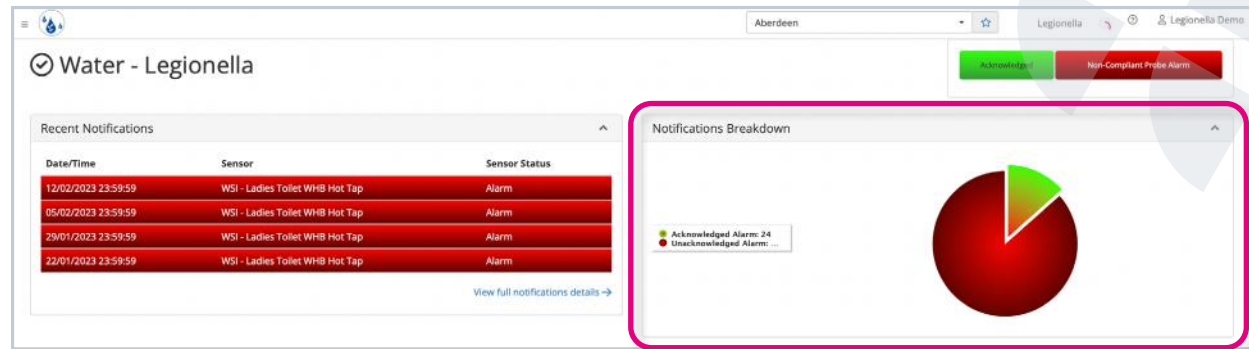 Aberdeen
Legionella
Legionella Demo
Water - Legionella
Acknowledged
Non-Compliant Probe Alarm
Recent Notifications
Date/Time Sensor Sensor Status
12/02/2023 23:59:59 WSI - Ladies Toilet WHB Hot Tap Alarm
05/02/2023 23:59:59 WSI - Ladies Toilet WHB Hot Tap Alarm
29/01/2023 23:59:59 WSI - Ladies Toilet WHB Hot Tap Alarm
22/01/2023 23:59:59 WSI - Ladies Toilet WHB Hot Tap Alarm
View full notifications details →
Notifications Breakdown
Acknowledged Alarm: 24
Unacknowledged Alarm: ...